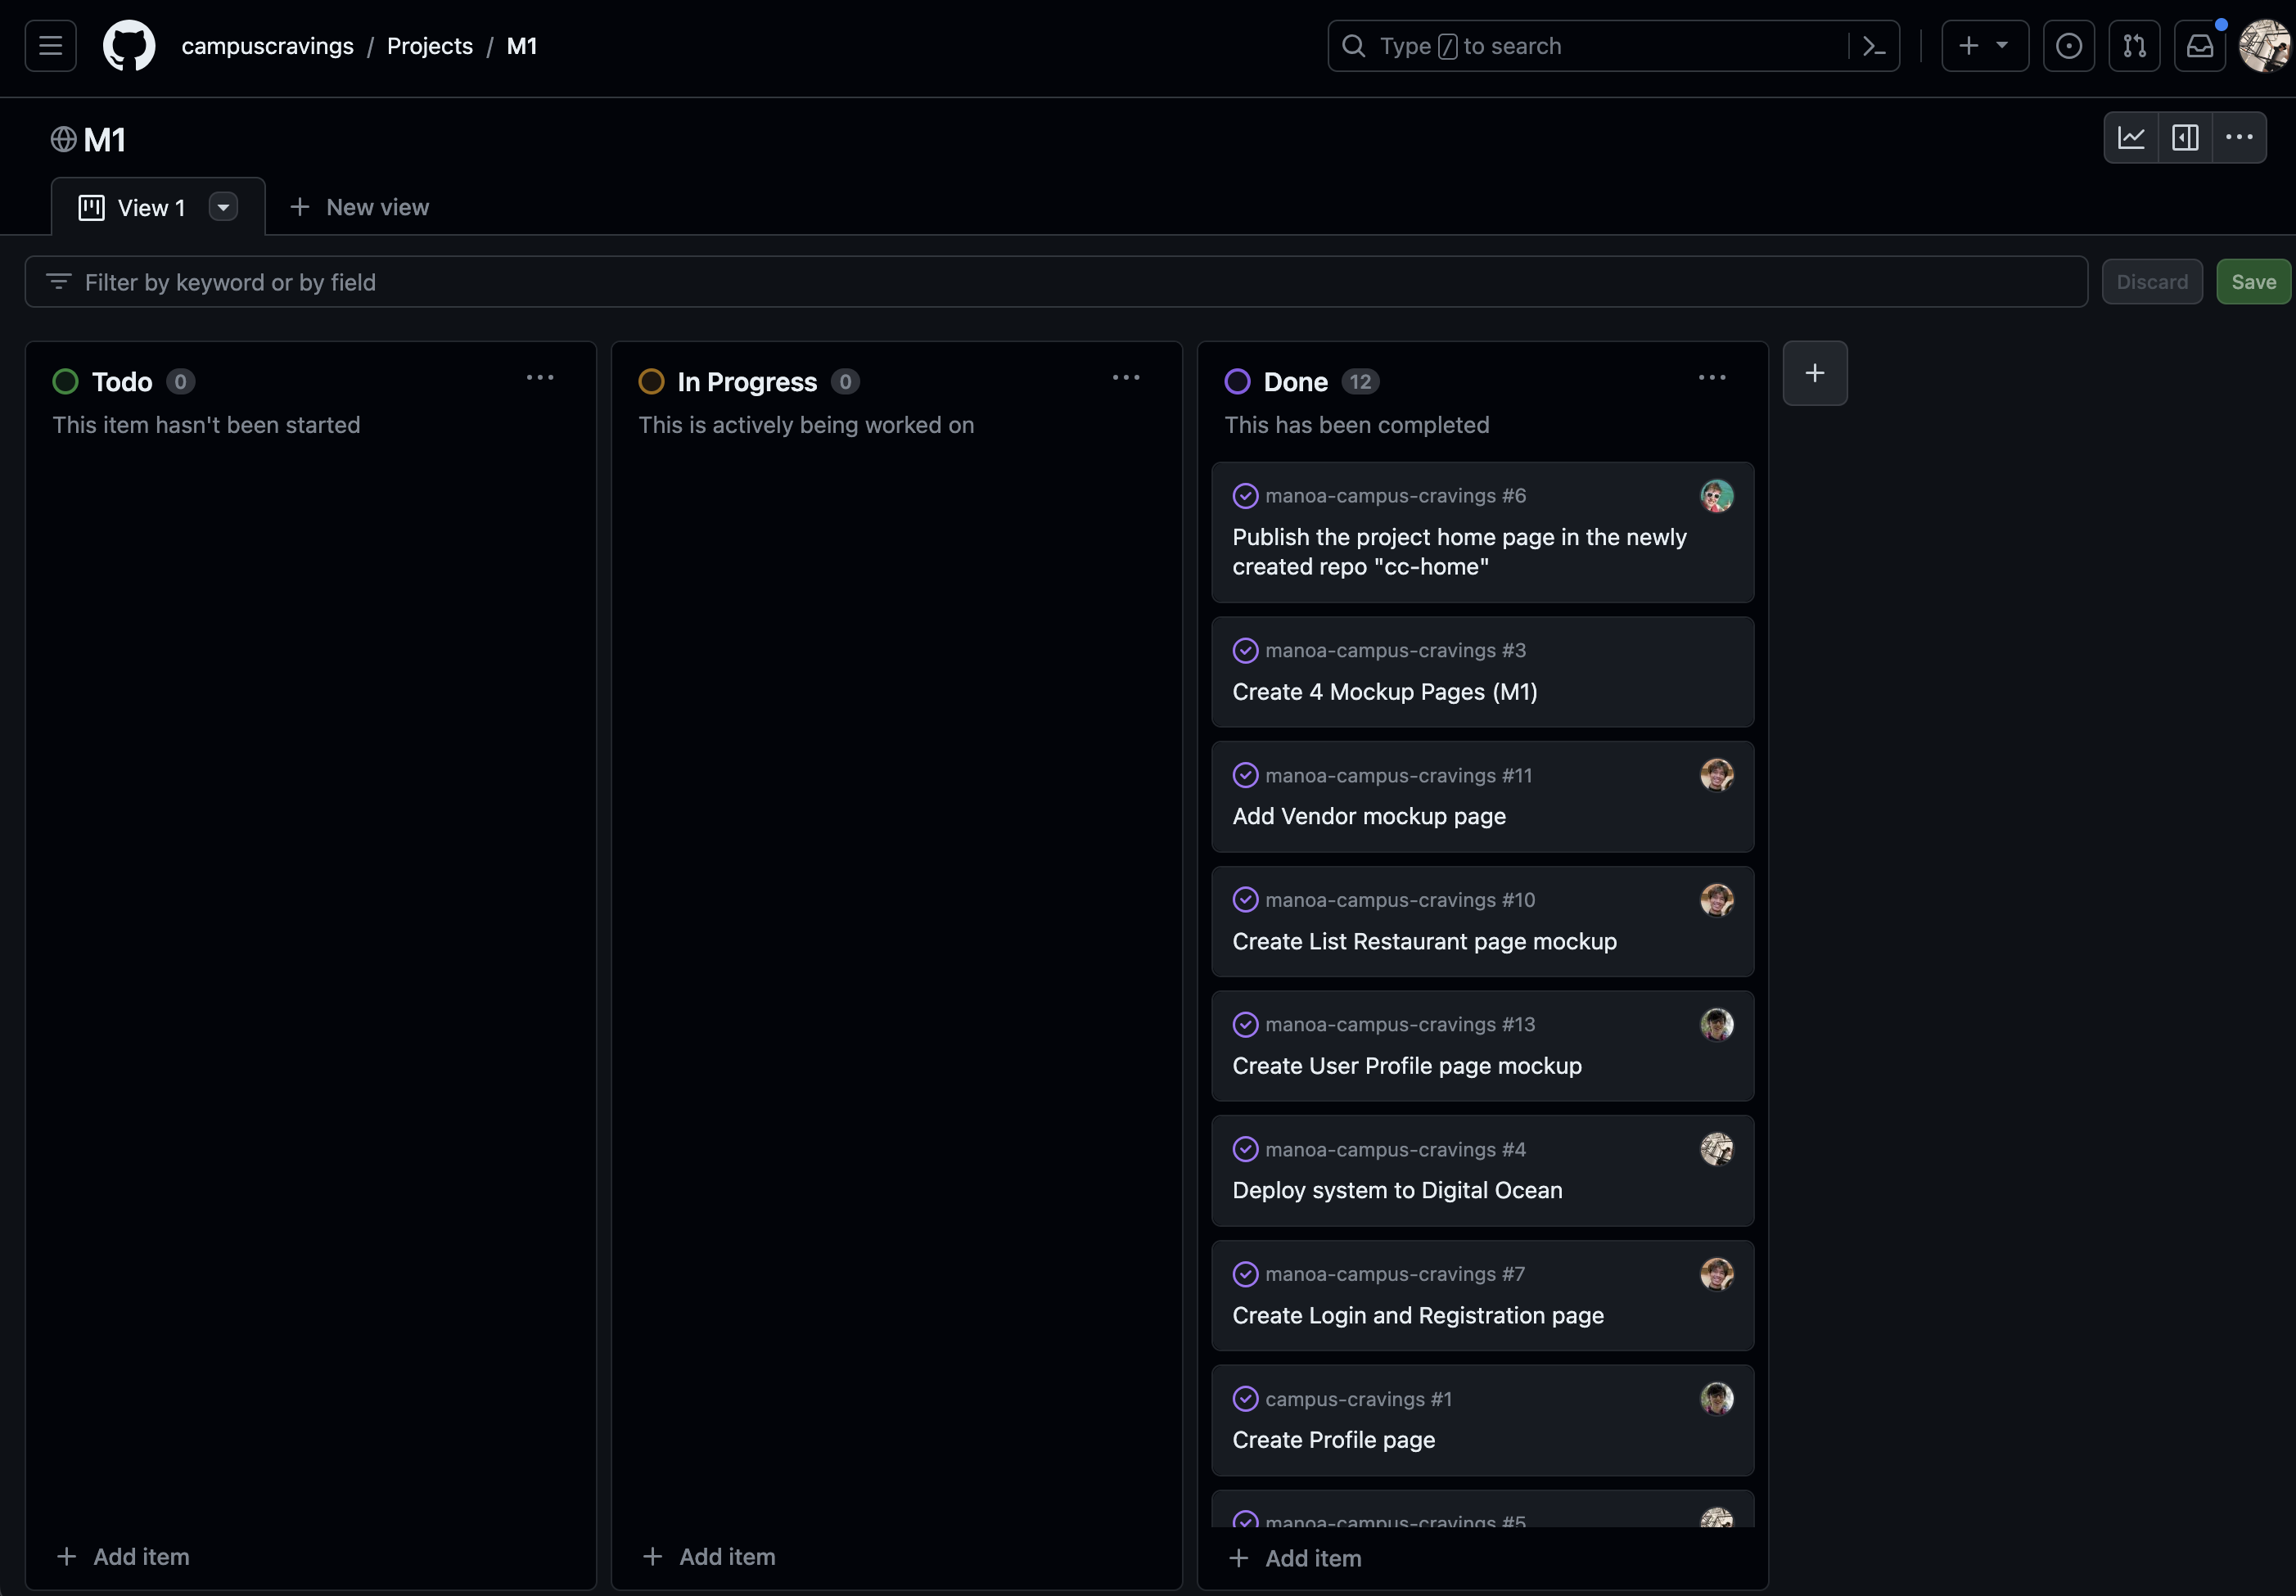 campuscravings / Projects / M1
Type / to search
M1
View 1
New view
Filter by keyword or by field
Discard
Save
Todo 0
This item hasn't been started
Add item
In Progress 0
This is actively being worked on
Add item
Done 12
This has been completed
manoa-campus-cravings #6
Publish the project home page in the newly
created repo "cc-home"
manoa-campus-cravings #3
Create 4 Mockup Pages (M1)
manoa-campus-cravings #11
Add Vendor mockup page
manoa-campus-cravings #10
Create List Restaurant page mockup
manoa-campus-cravings #13
Create User Profile page mockup
manoa-campus-cravings #4
Deploy system to Digital Ocean
manoa-campus-cravings #7
Create Login and Registration page
campus-cravings #1
Create Profile page
manoa-campus-cravings #5
Add item